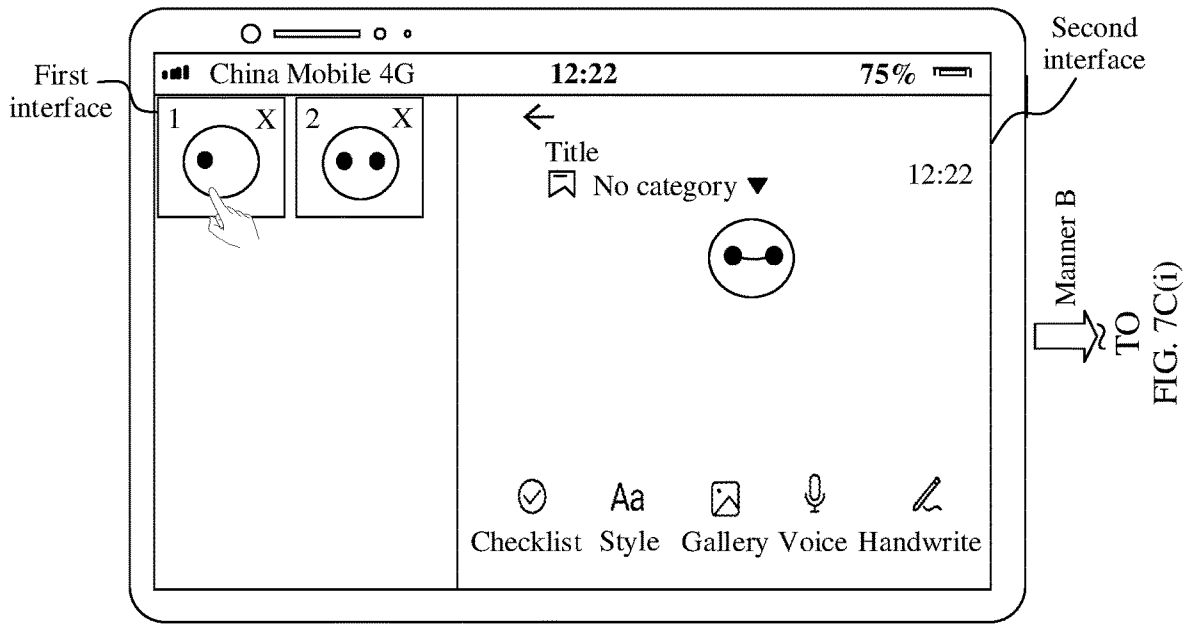 First
interface
Second
interface
China Mobile 4G 12:22 75%
1 X 2 X
Title
No category
12:22
Checklist Style Gallery Voice Handwrite
Aa
Manner B
TO
FIG. 7C(i)